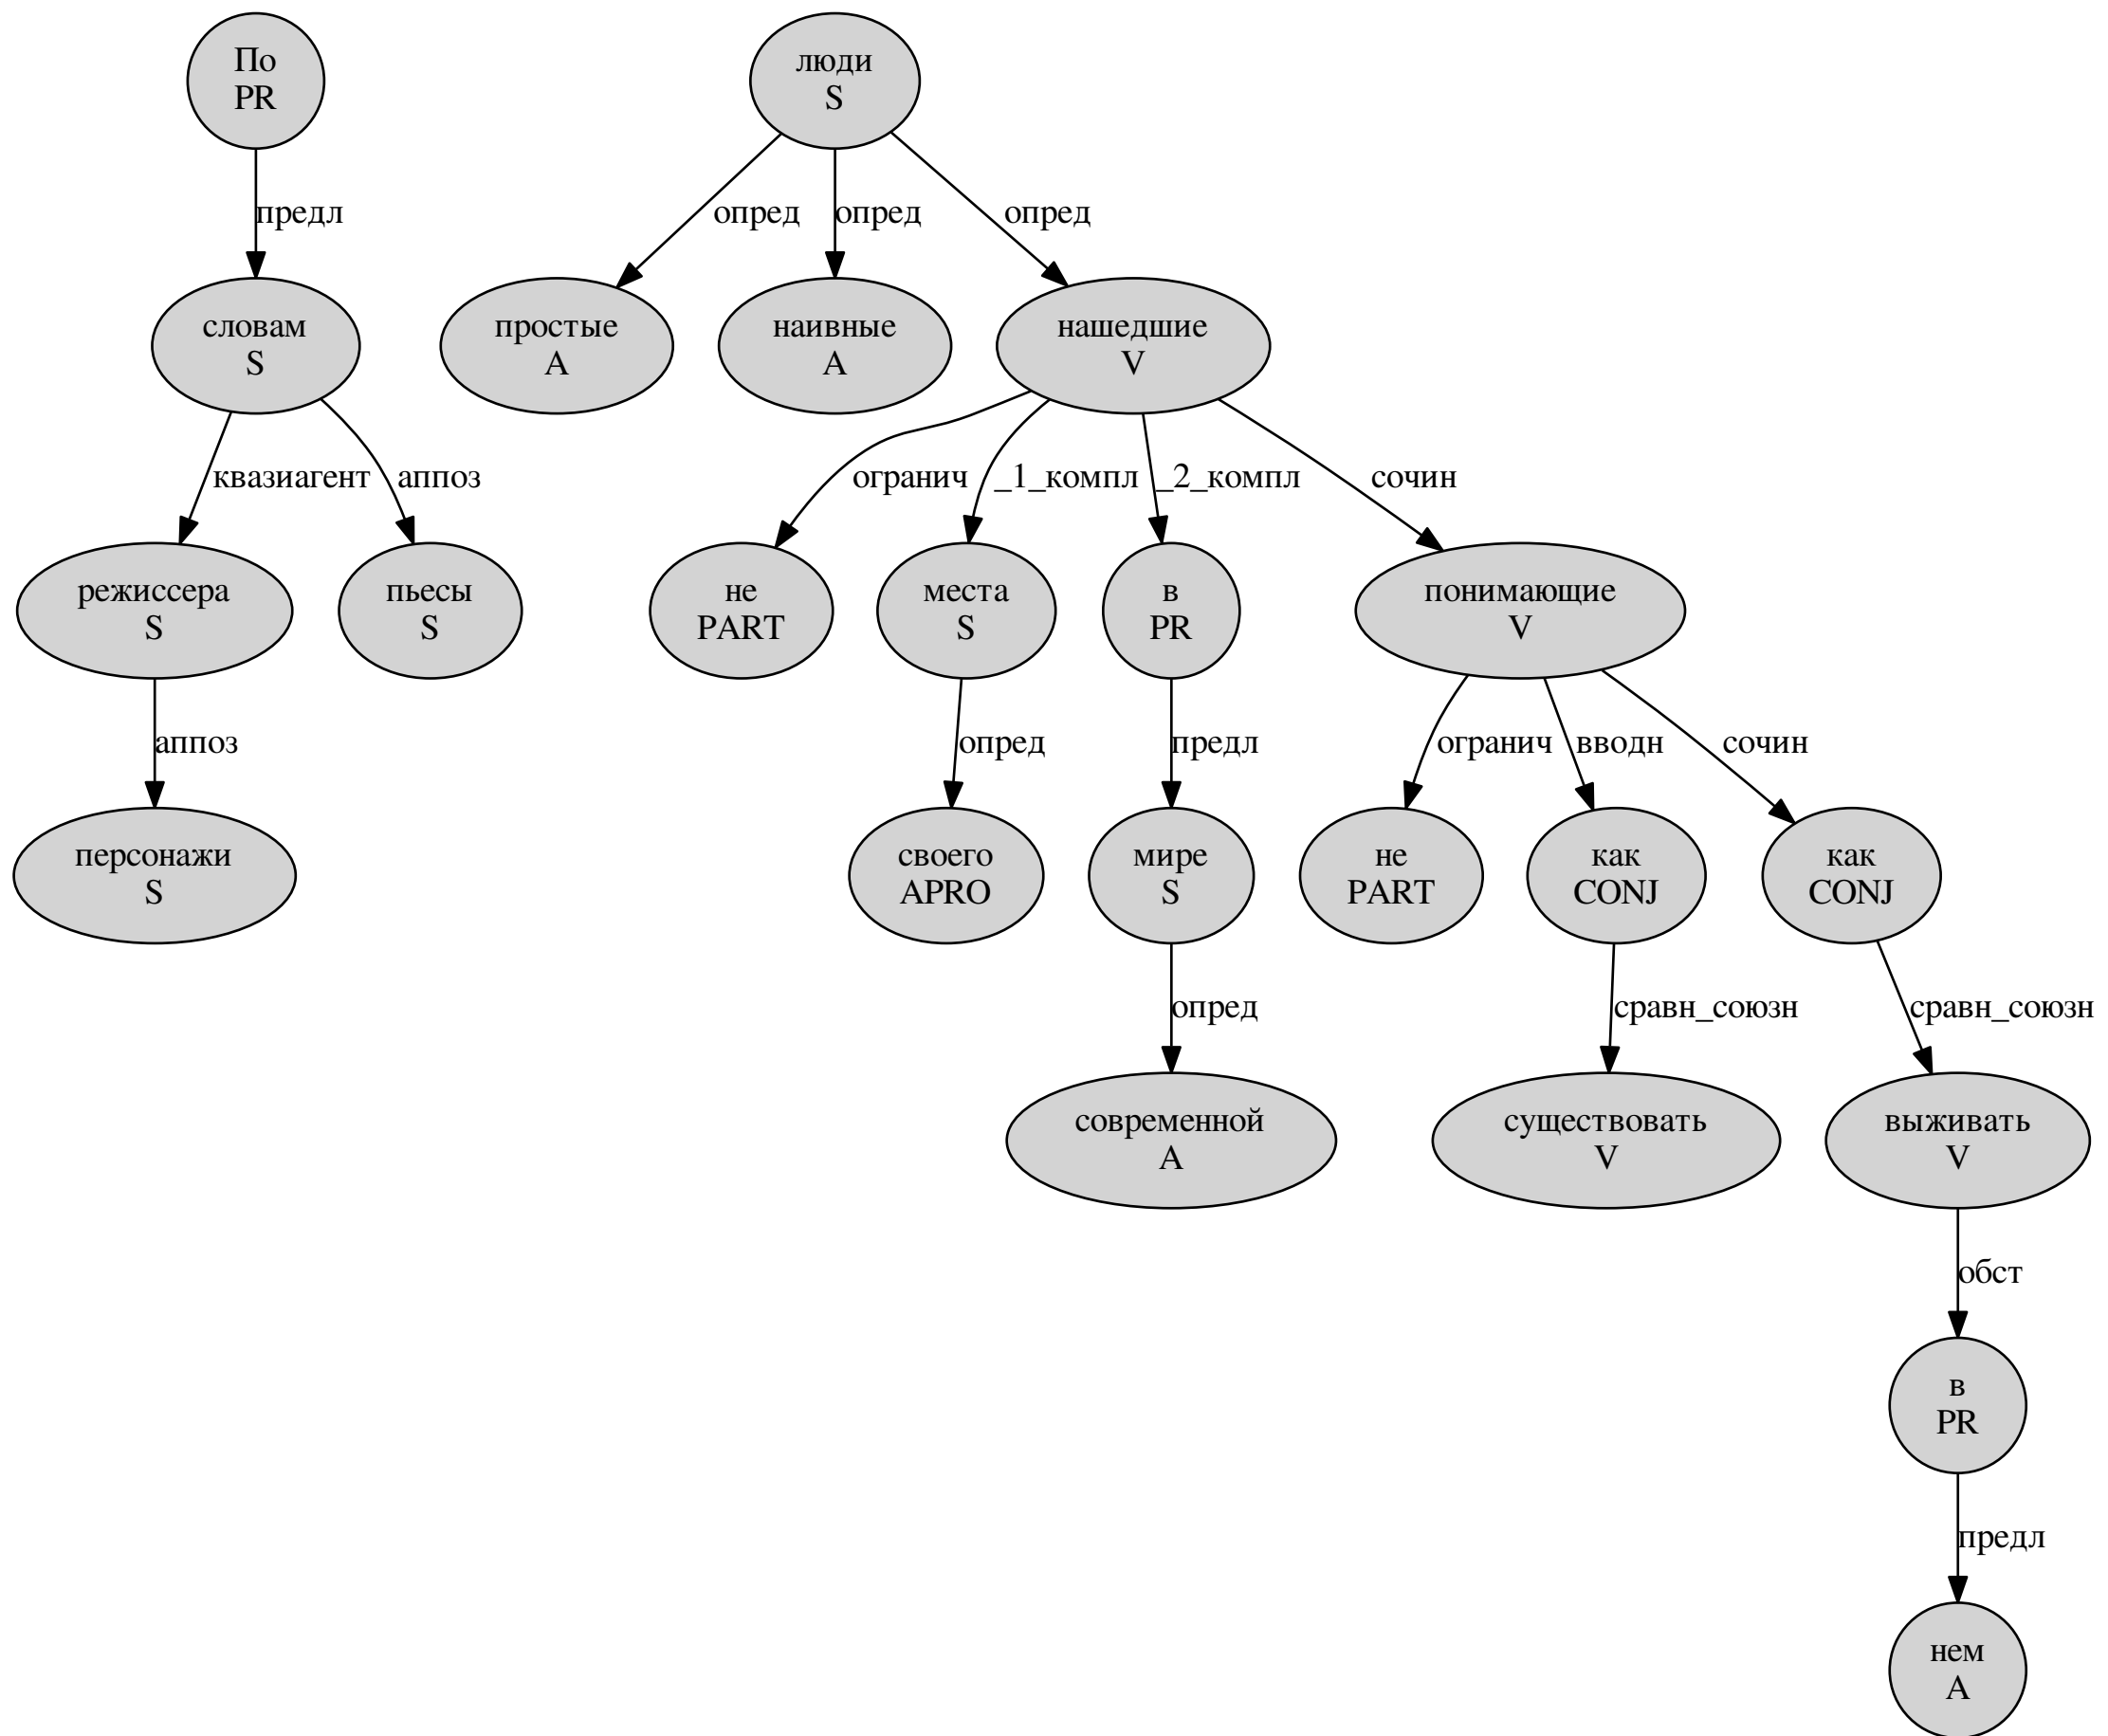 По
PR
люди
S
предл
опред
опред
опред
словам
S
простые
A
наивные
A
нашедшие
V
квазиагент
аппоз
огранич
_1_компл
_2_компл
сочин
режиссера
S
пьесы
S
не
PART
места
S
в
PR
понимающие
V
аппоз
опред
предл
огранич
вводн
сочин
персонажи
S
своего
APRO
мире
S
не
PART
как
CONJ
как
CONJ
опред
сравн_союзн
сравн_союзн
современной
A
существовать
V
выживать
V
обст
в
PR
предл
нем
A